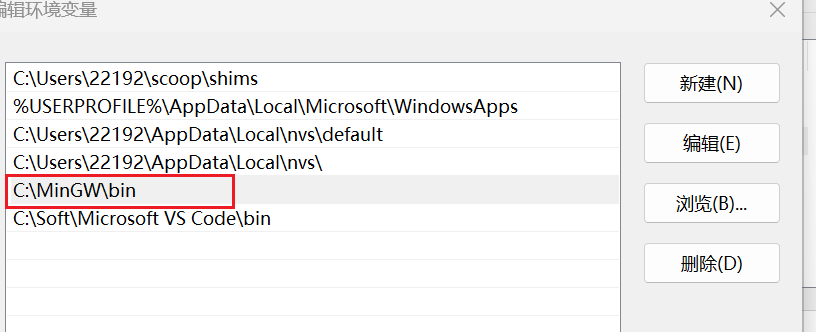 编辑环境变量
C:\Users\22192\scoop\shims
%USERPROFILE%\AppData\Local\Microsoft\WindowsApps
C:\Users\22192\AppData\Local\nvs\default
C:\Users\22192\AppData\Local\nvs\
C:\MinGW\bin
C:\Soft\Microsoft VS Code\bin
新建(N)
编辑(E)
浏览(B)...
删除(D)